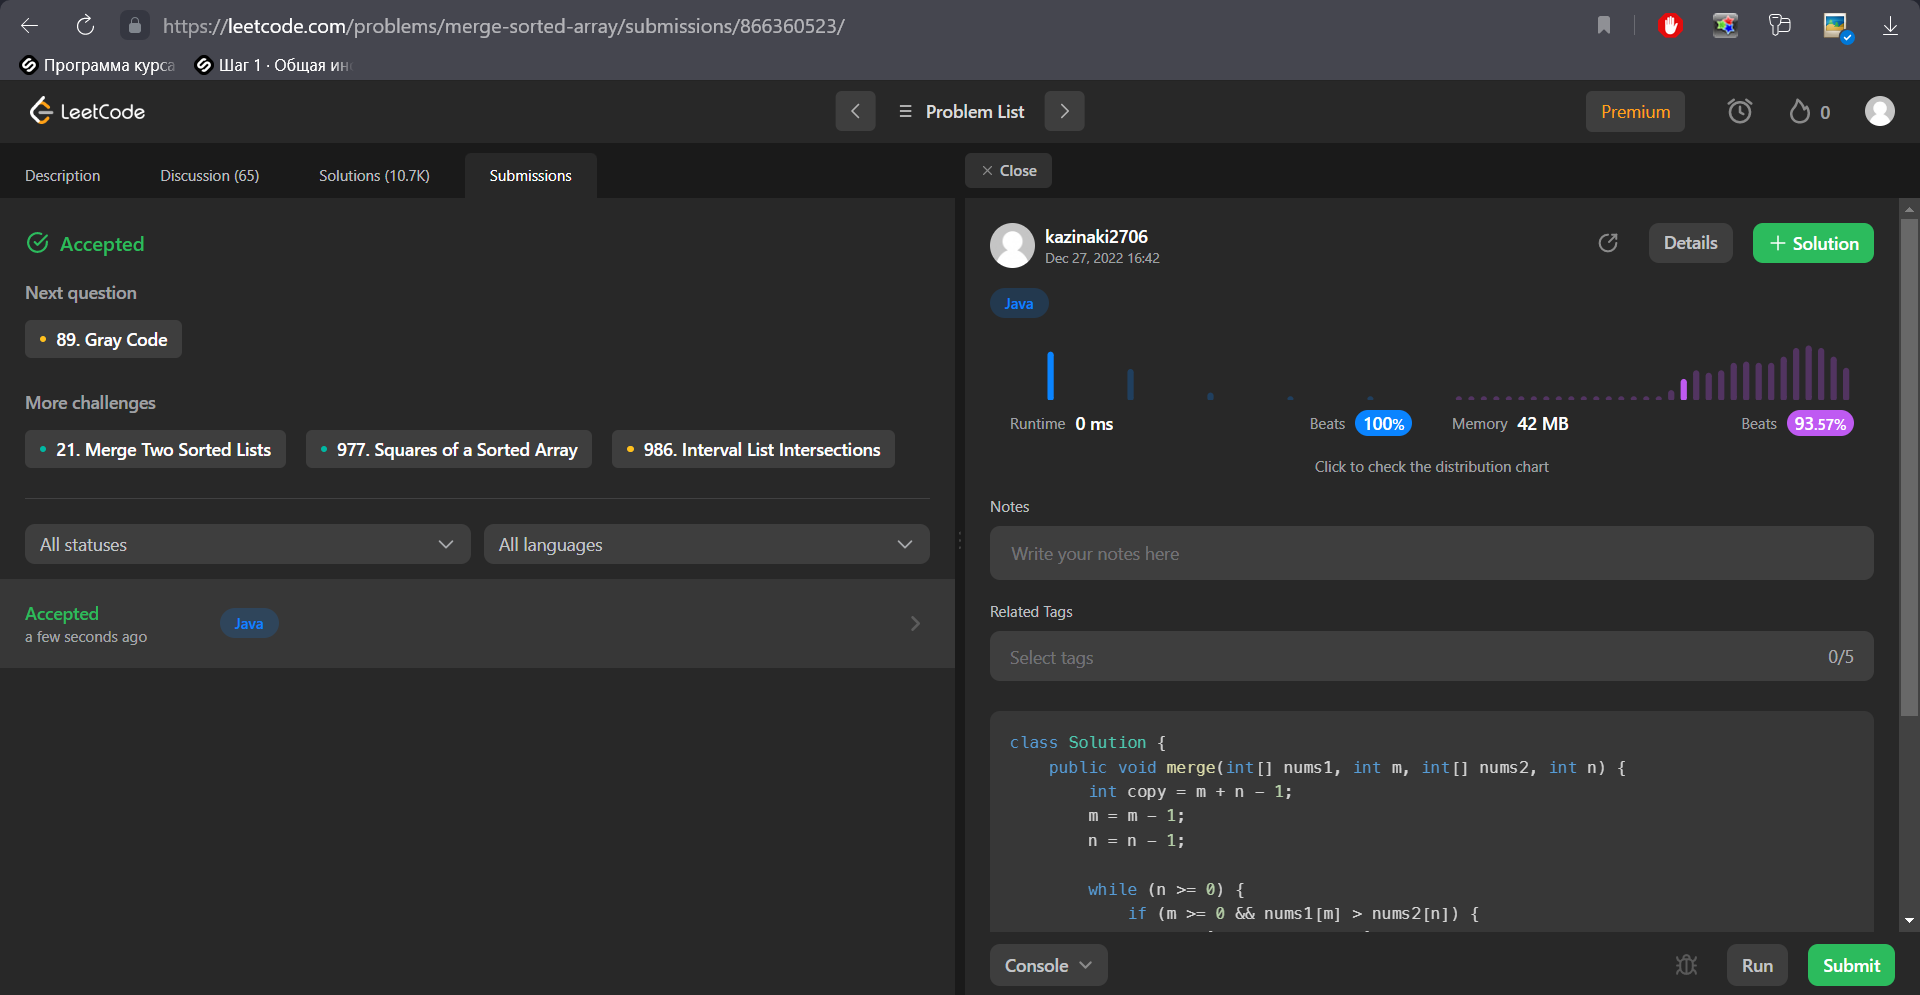 https://leetcode.com/problems/merge-sorted-array/submissions/866360523/
Программа курса
Шаг 1 · Общая ин
LeetCode
Problem List
Premium
0
Description
Discussion (65)
Solutions (10.7K)
Submissions
Close
Accepted
Next question
89. Gray Code
More challenges
21. Merge Two Sorted Lists
977. Squares of a Sorted Array
986. Interval List Intersections
All statuses
All languages
Accepted
a few seconds ago
Java
kazinaki2706
Dec 27, 2022 16:42
Details
+ Solution
Java
Runtime 0 ms
Beats 100%
Memory 42 MB
Beats 93.57%
Click to check the distribution chart
Notes
Write your notes here
Related Tags
Select tags
0/5
class Solution {
    public void merge(int[] nums1, int m, int[] nums2, int n) {
        int copy = m + n - 1;
        m = m - 1;
        n = n - 1;
        while (n >= 0) {
            if (m >= 0 && nums1[m] > nums2[n]) {
Console
Run
Submit